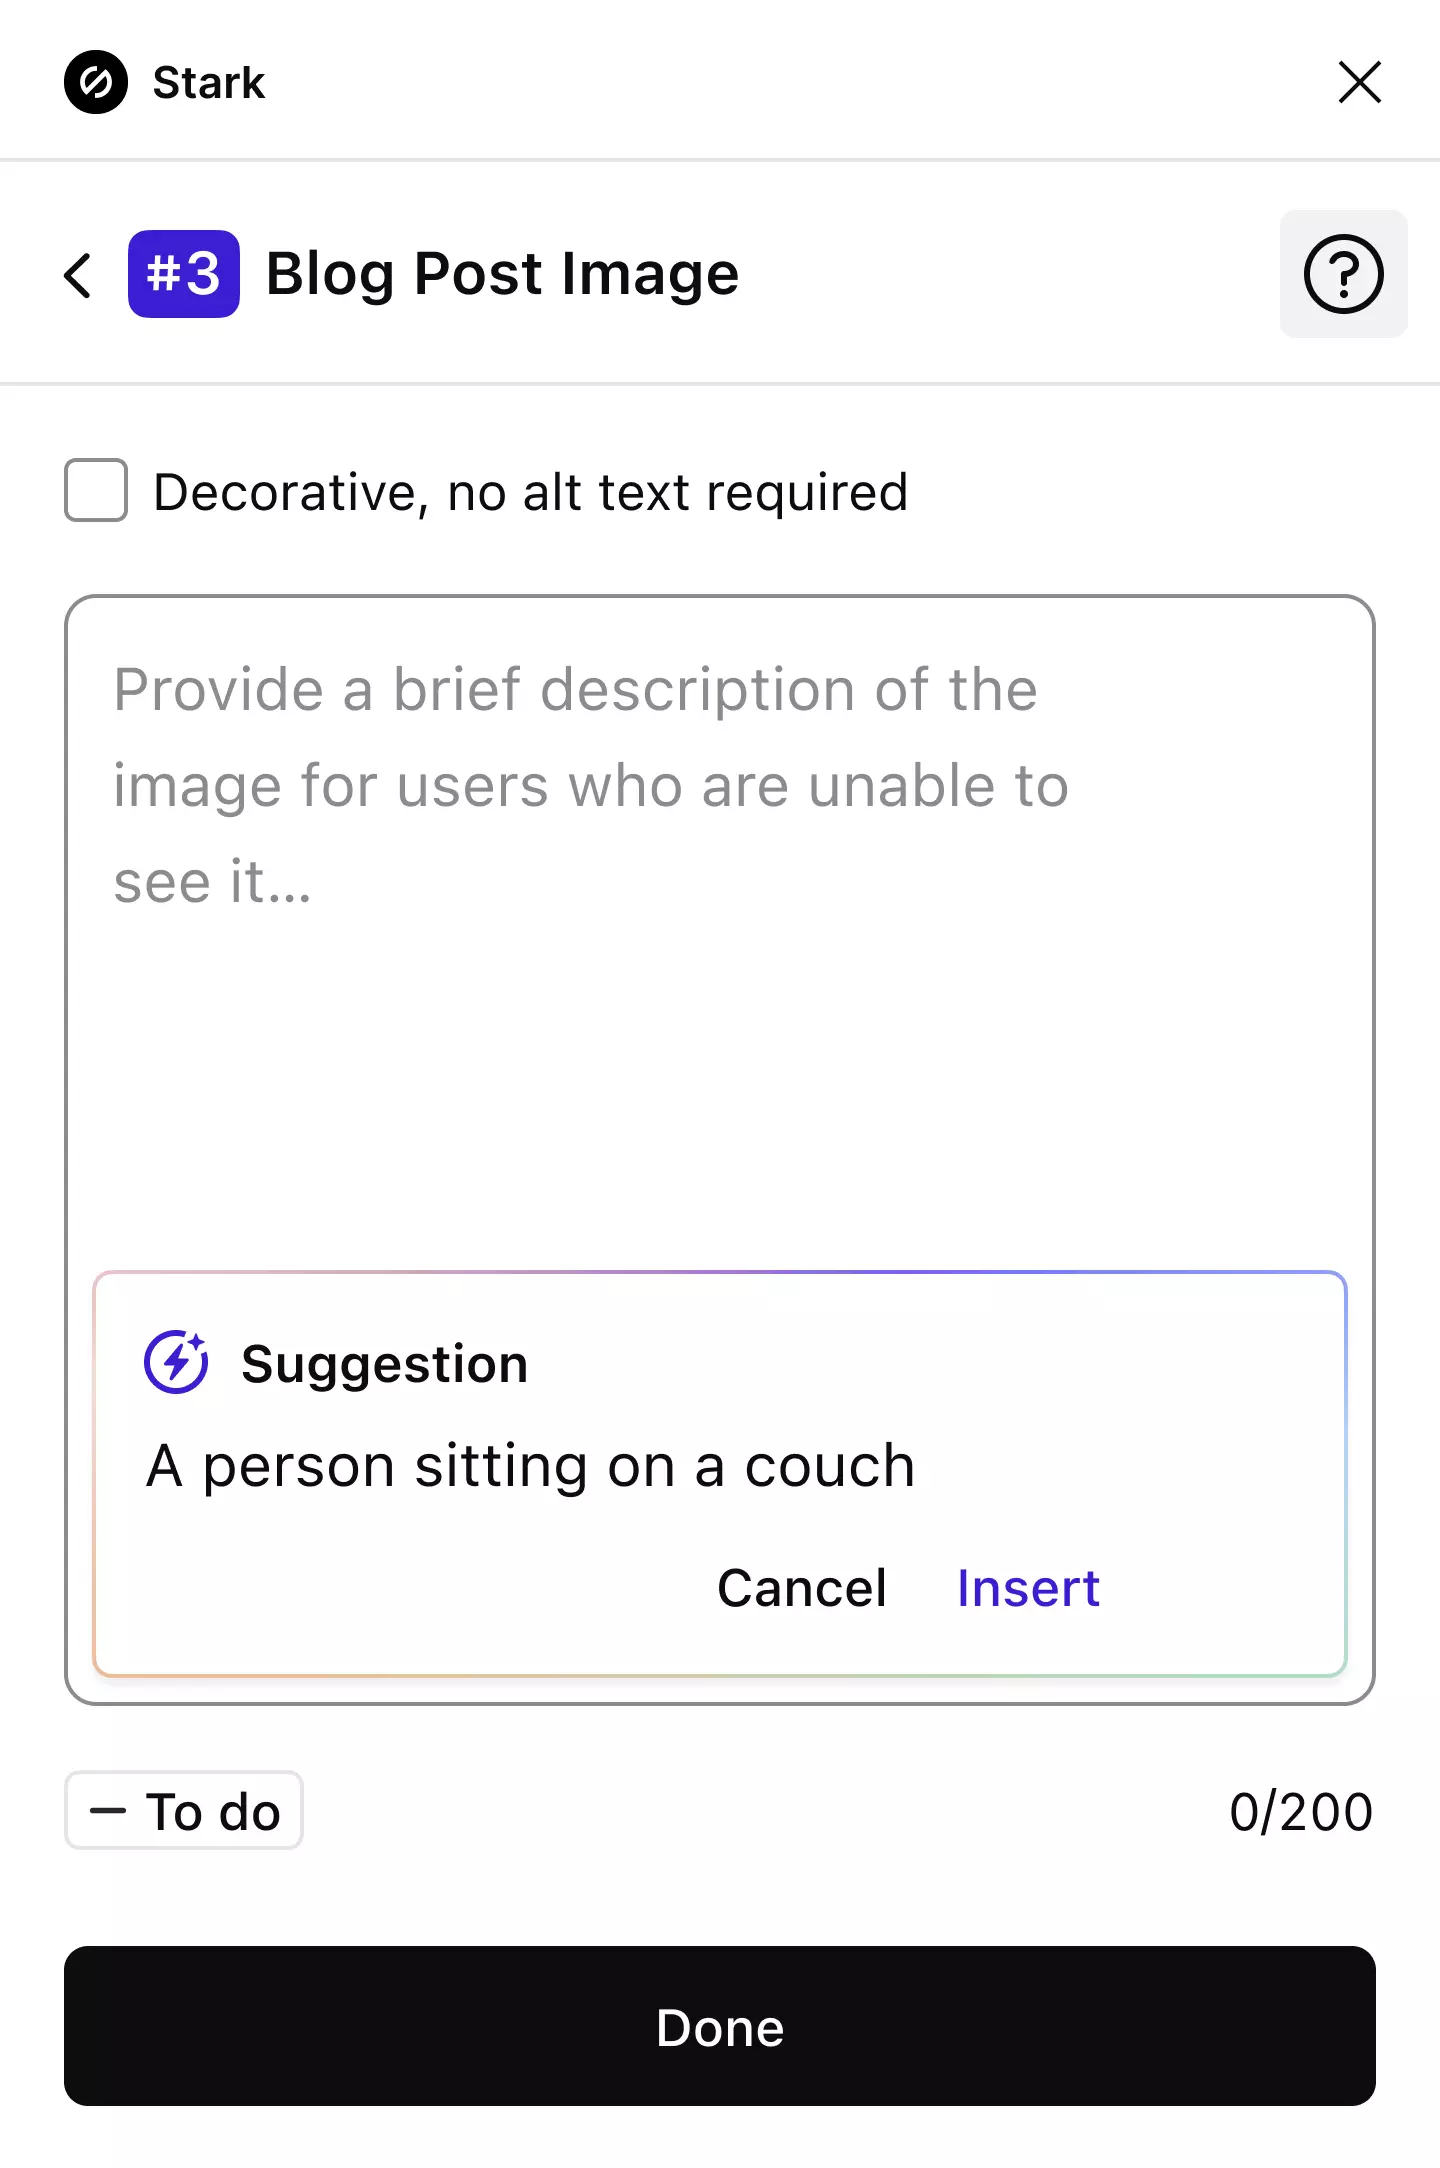 Stark
#3 Blog Post Image
Decorative, no alt text required
Provide a brief description of the
image for users who are unable to
see it...
Suggestion
A person sitting on a couch
Cancel Insert
To do 0/200
Done